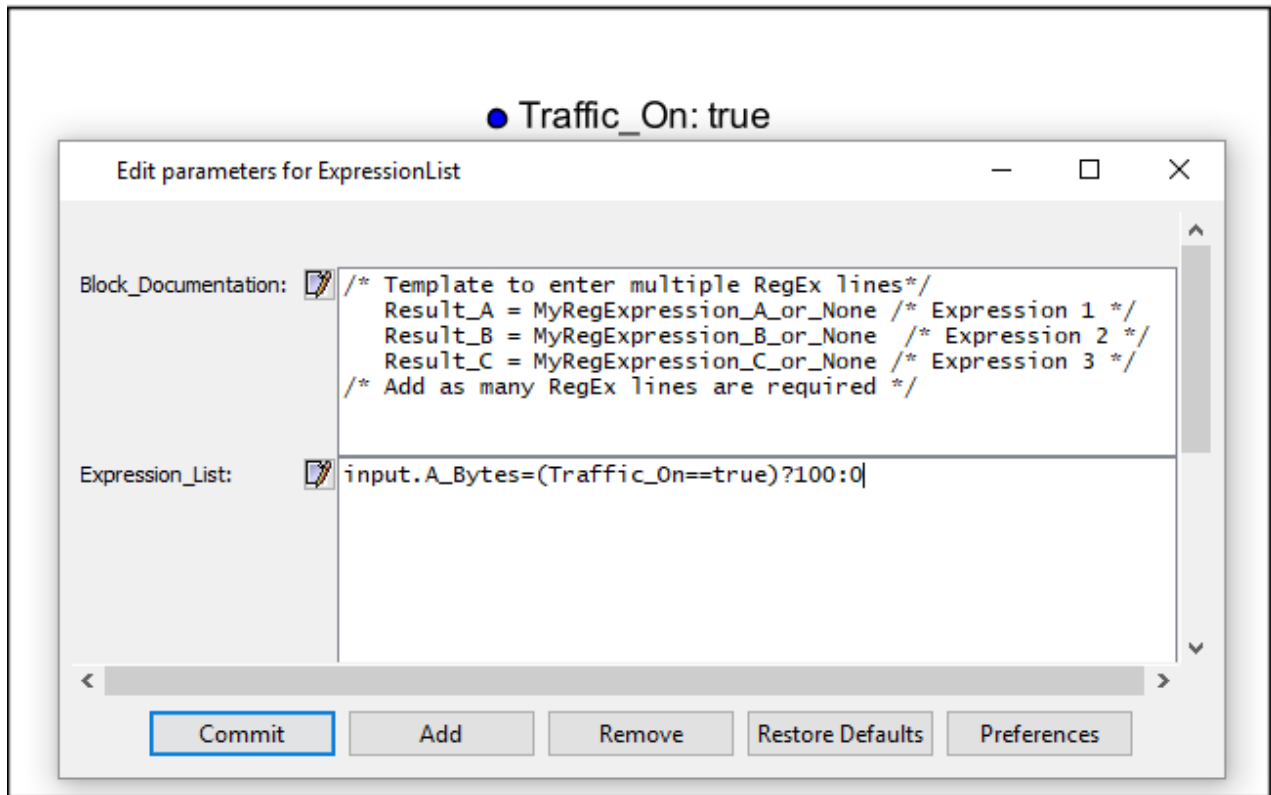 Traffic_On: true
Edit parameters for ExpressionList
Block_Documentation:
/* Template to enter multiple RegEx lines*/
Result_A = MyRegExpression_A_or_None /* Expression 1 */
Result_B = MyRegExpression_B_or_None  /* Expression 2 */
Result_C = MyRegExpression_C_or_None /* Expression 3 */
/* Add as many RegEx lines are required */
Expression_List:
input.A_Bytes=(Traffic_On==true)?100:0
Commit
Add
Remove
Restore Defaults
Preferences